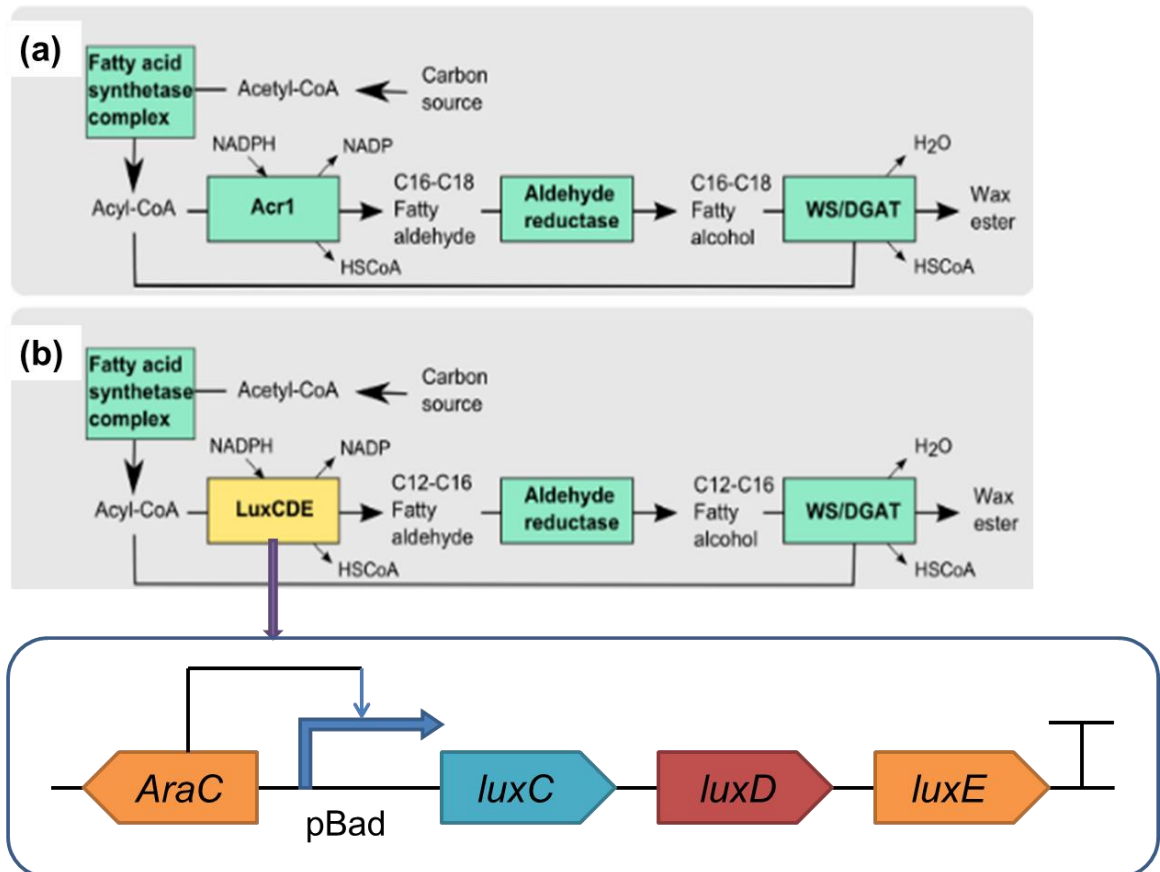 (a)
Fatty acid
synthetase
complex
Acetyl-CoA
Carbon
source
NADPH
NADP
H2O
Acyl-CoA
Acr1
C16-C18
Fatty
aldehyde
Aldehyde
reductase
C16-C18
Fatty
alcohol
WS/DGAT
Wax
ester
HSCoA
HSCoA
(b)
Fatty acid
synthetase
complex
Acetyl-CoA
Carbon
source
NADPH
NADP
H2O
Acyl-CoA
LuxCDE
C12-C16
Fatty
aldehyde
Aldehyde
reductase
C12-C16
Fatty
alcohol
WS/DGAT
Wax
ester
HSCoA
HSCoA
AraC
pBad
luxC
luxD
luxE